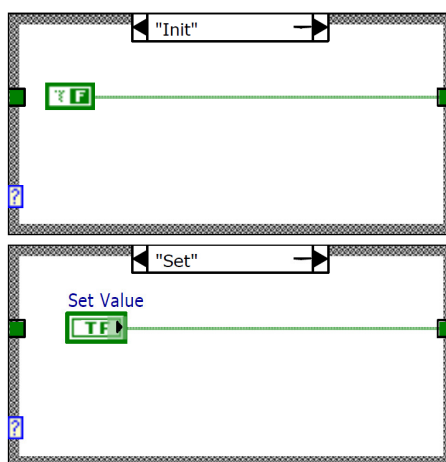 "Init"
? F
"Set"
Set Value
TF
?